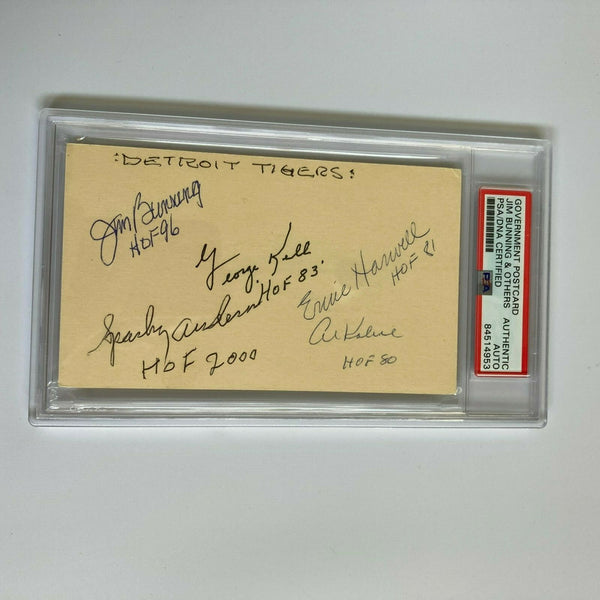 :DETROIT TIGERS:
Jim Bunning
HOF 96
George Kell
'HOF 83'
Ernie Harwell
HOF 81
Sparky Anderson
HOF 2000
Al Kaline
HOF 80
GOVERNMENT POSTCARD
JIM BUNNING & OTHERS
PSA/DNA CERTIFIED
AUTHENTIC
AUTO
84514953
PSA